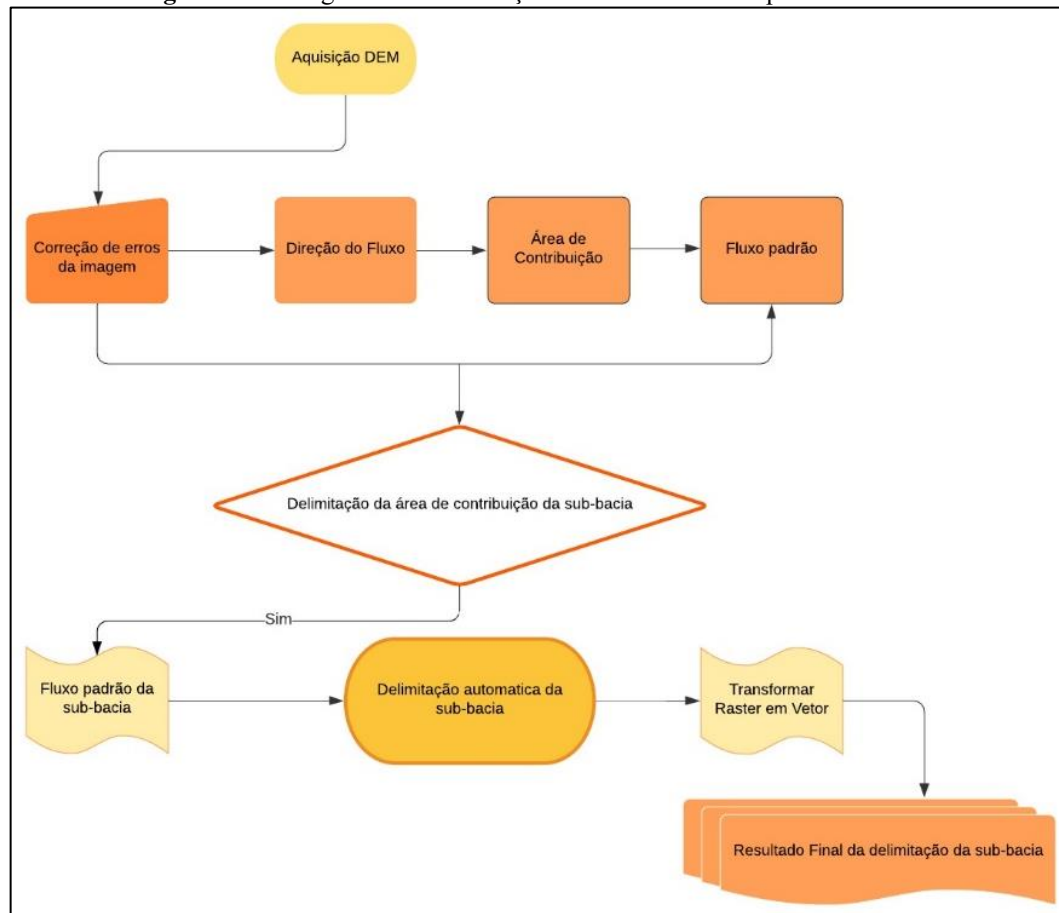 Aquisição DEM
Correção de erros
da imagem
Direção do Fluxo
Área de
Contribuição
Fluxo padrão
Delimitação da área de contribuição da sub-bacia
Sim
Fluxo padrão da
sub-bacia
Delimitação automatica da
sub-bacia
Transformar
Raster em Vetor
Resultado Final da delimitação da sub-bacia